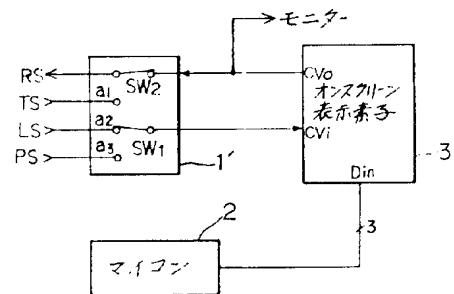 モニター
RS
TS
LS
PS
a1
a2
a3
SW2
SW1
1'
CVo
オンスクリーン
表示素子
CVi
Din
3
3
2
マイコン